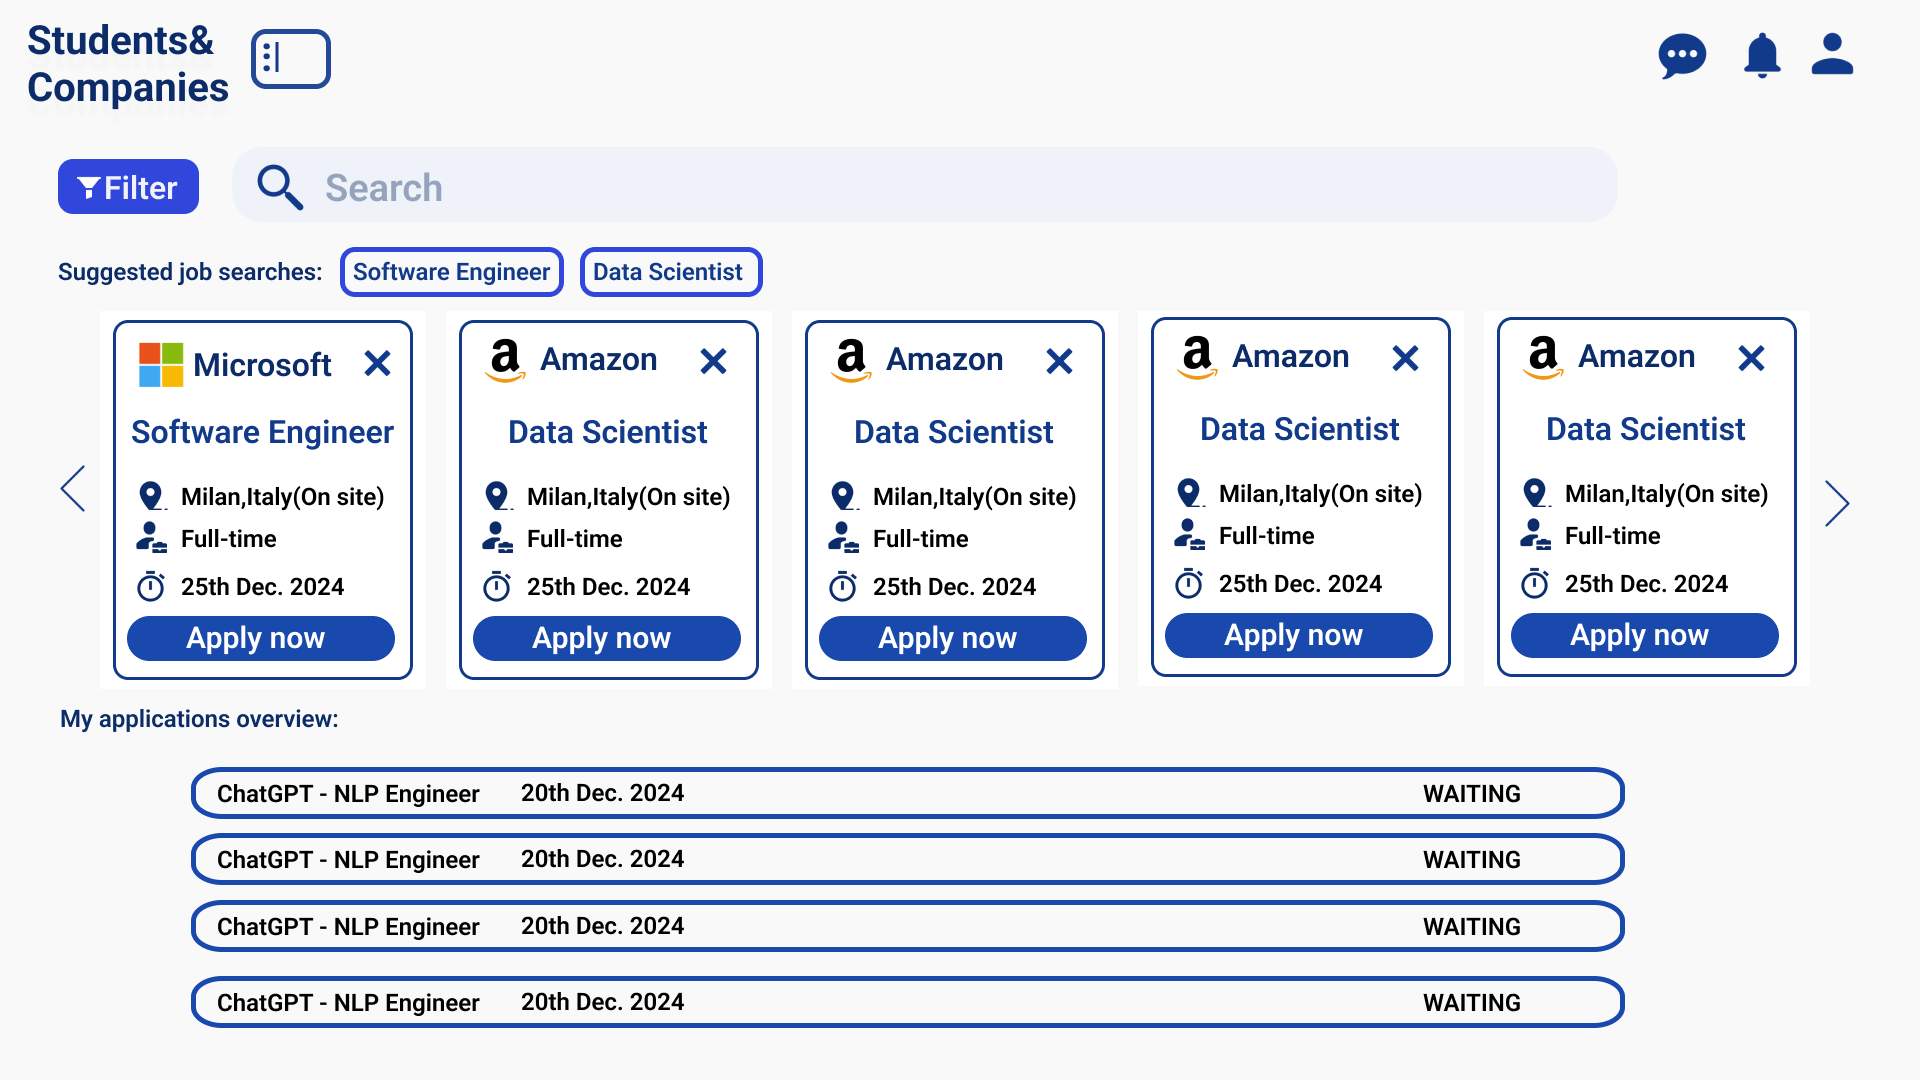 Students&
Companies
Filter
Search
Suggested job searches:
Software Engineer
Data Scientist
Microsoft
Software Engineer
Milan,Italy(On site)
Full-time
25th Dec. 2024
Apply now
a Amazon
Data Scientist
Milan,Italy(On site)
Full-time
25th Dec. 2024
Apply now
a Amazon
Data Scientist
Milan,Italy(On site)
Full-time
25th Dec. 2024
Apply now
a Amazon
Data Scientist
Milan,Italy(On site)
Full-time
25th Dec. 2024
Apply now
a Amazon
Data Scientist
Milan,Italy(On site)
Full-time
25th Dec. 2024
Apply now
My applications overview:
ChatGPT - NLP Engineer 20th Dec. 2024 WAITING
ChatGPT - NLP Engineer 20th Dec. 2024 WAITING
ChatGPT - NLP Engineer 20th Dec. 2024 WAITING
ChatGPT - NLP Engineer 20th Dec. 2024 WAITING